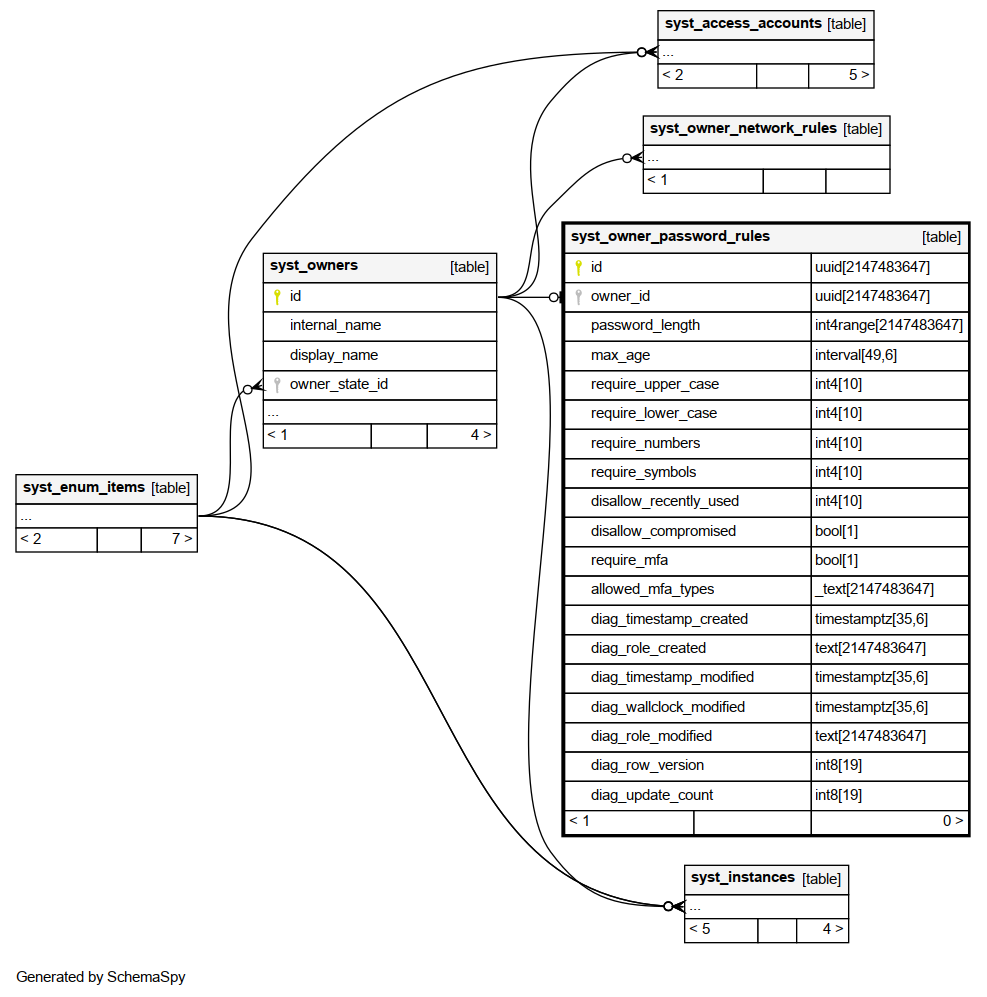 syst_access_accounts [table]
...
< 2 5 >
syst_owner_network_rules [table]
...
< 1
syst_owner_password_rules [table]
id uuid[2147483647]
owner_id uuid[2147483647]
password_length int4range[2147483647]
max_age interval[49,6]
require_upper_case int4[10]
require_lower_case int4[10]
require_numbers int4[10]
require_symbols int4[10]
disallow_recently_used int4[10]
disallow_compromised bool[1]
require_mfa bool[1]
allowed_mfa_types _text[2147483647]
diag_timestamp_created timestamptz[35,6]
diag_role_created text[2147483647]
diag_timestamp_modified timestamptz[35,6]
diag_wallclock_modified timestamptz[35,6]
diag_role_modified text[2147483647]
diag_row_version int8[19]
diag_update_count int8[19]
< 1 0 >
syst_owners [table]
id
internal_name
display_name
owner_state_id
...
< 1 4 >
syst_enum_items [table]
...
< 2 7 >
syst_instances [table]
...
< 5 4 >
Generated by SchemaSpy